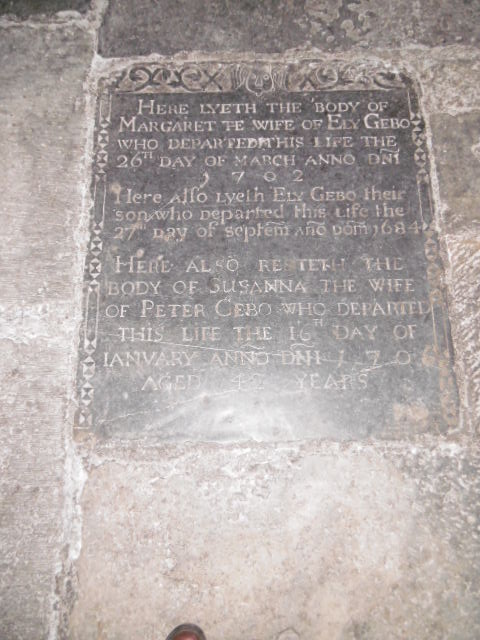 HERE LYETH THE BODY OF
MARGARET TE WIFE OF ELY GEBO
WHO DEPARTED THIS LIFE THE
26TH DAY OF MARCH ANNO DNI
1702
Here Also Lyeth ELY GEBO their
son who departed this life the
27TH DAY of septem ANO DOM 1684
HERE ALSO RESTETH THE
BODY OF SUSANNA THE WIFE
OF PETER GEBO WHO DEPARTED
THIS LIFE THE 16TH DAY OF
IANVARY ANNO DNI 1706
AGED 42 YEARS